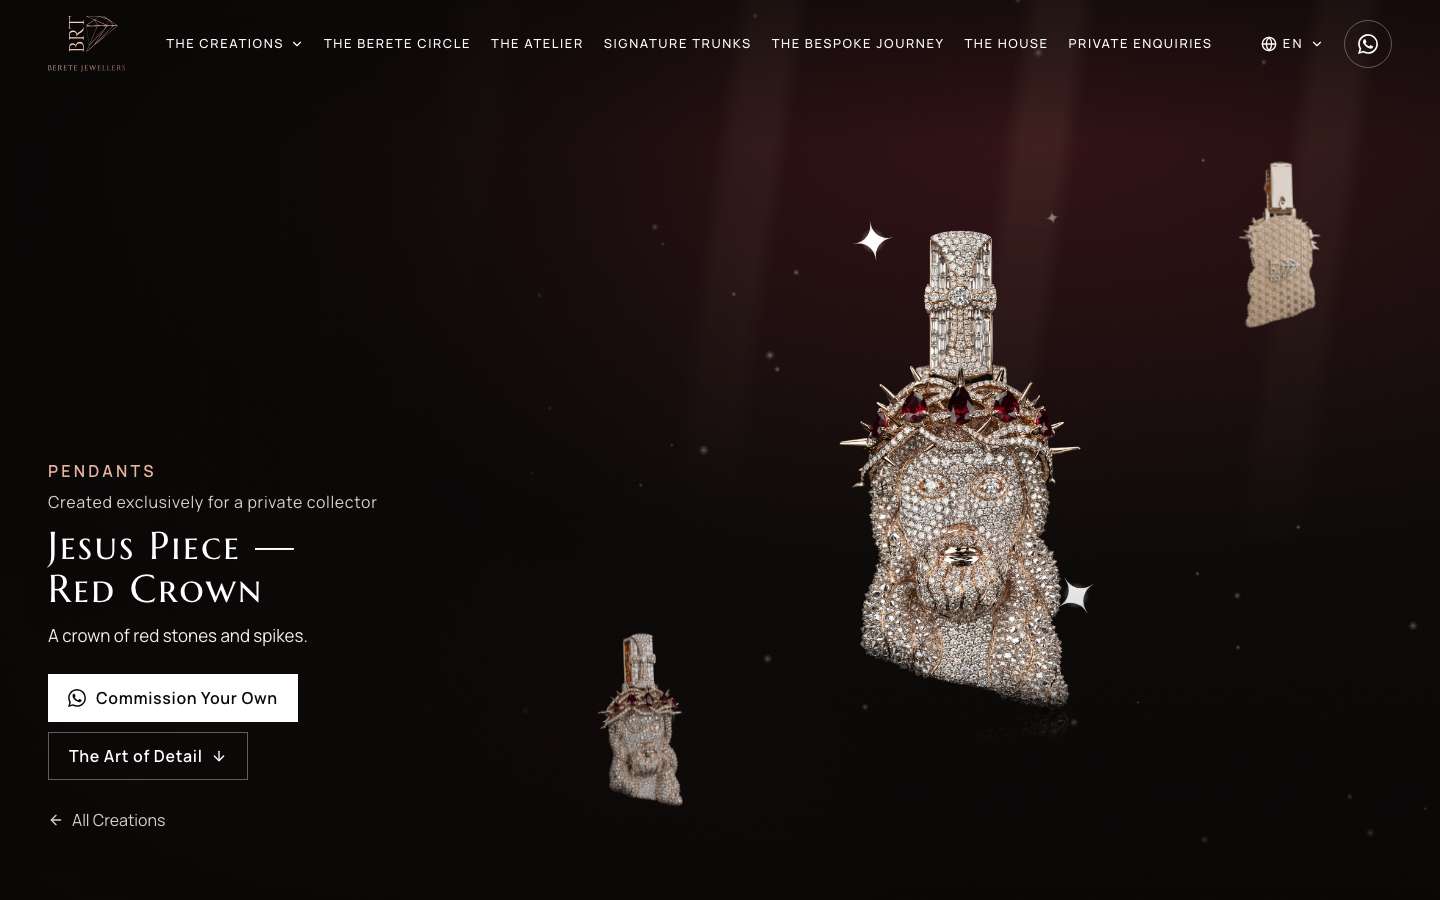 BRT
BERETE JEWELLERS
THE CREATIONS
THE BERETE CIRCLE
THE ATELIER
SIGNATURE TRUNKS
THE BESPOKE JOURNEY
THE HOUSE
PRIVATE ENQUIRIES
EN
PENDANTS
Created exclusively for a private collector
Jesus Piece —
Red Crown
A crown of red stones and spikes.
Commission Your Own
The Art of Detail ↓
← All Creations